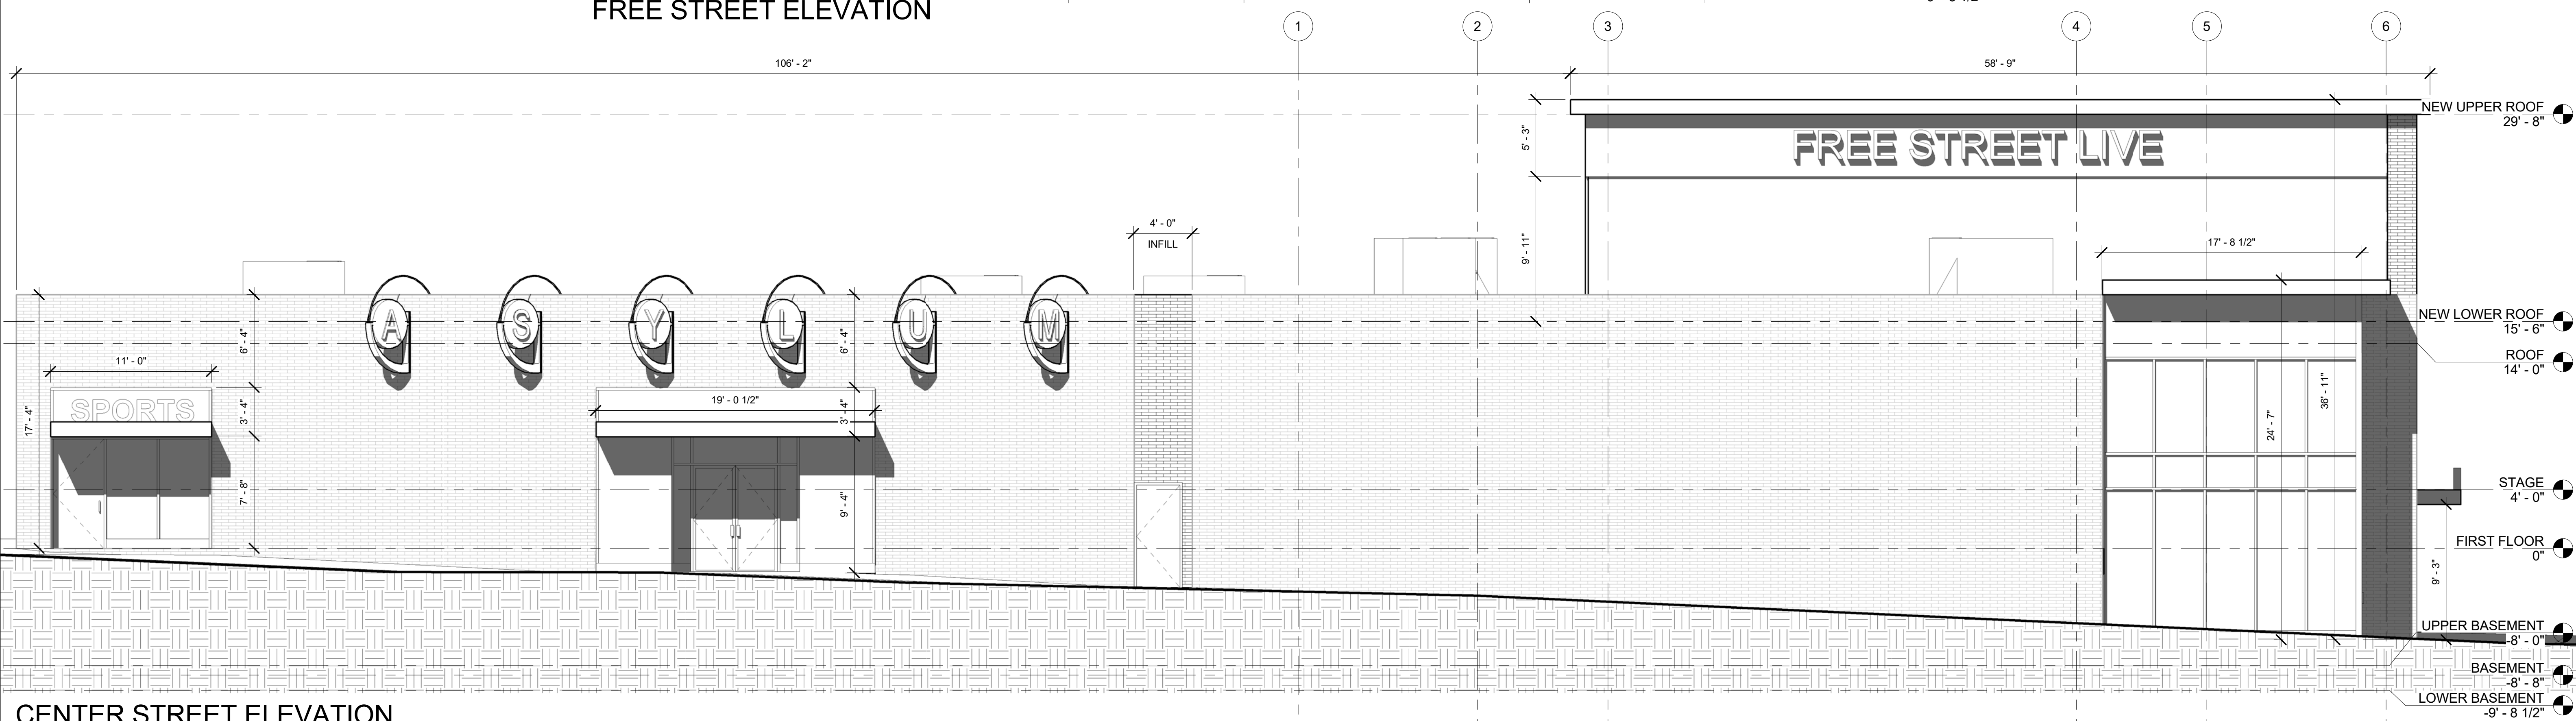 FREE STREET ELEVATION
1
2
3
4
5
6
106' - 2"
58' - 9"
NEW UPPER ROOF
29' - 8"
5' - 3"
FREE STREET LIVE
4' - 0"
INFILL
9' - 11"
17' - 8 1/2"
A S Y L U M
NEW LOWER ROOF
15' - 6"
6' - 4"
6' - 4"
ROOF
14' - 0"
11' - 0"
36' - 11"
SPORTS
19' - 0 1/2"
17' - 4"
3' - 4"
3' - 4"
24' - 7"
7' - 8"
9' - 4"
STAGE
4' - 0"
FIRST FLOOR
0"
9' - 3"
UPPER BASEMENT
-8' - 0"
BASEMENT
-8' - 8"
LOWER BASEMENT
-9' - 8 1/2"
CENTER STREET ELEVATION